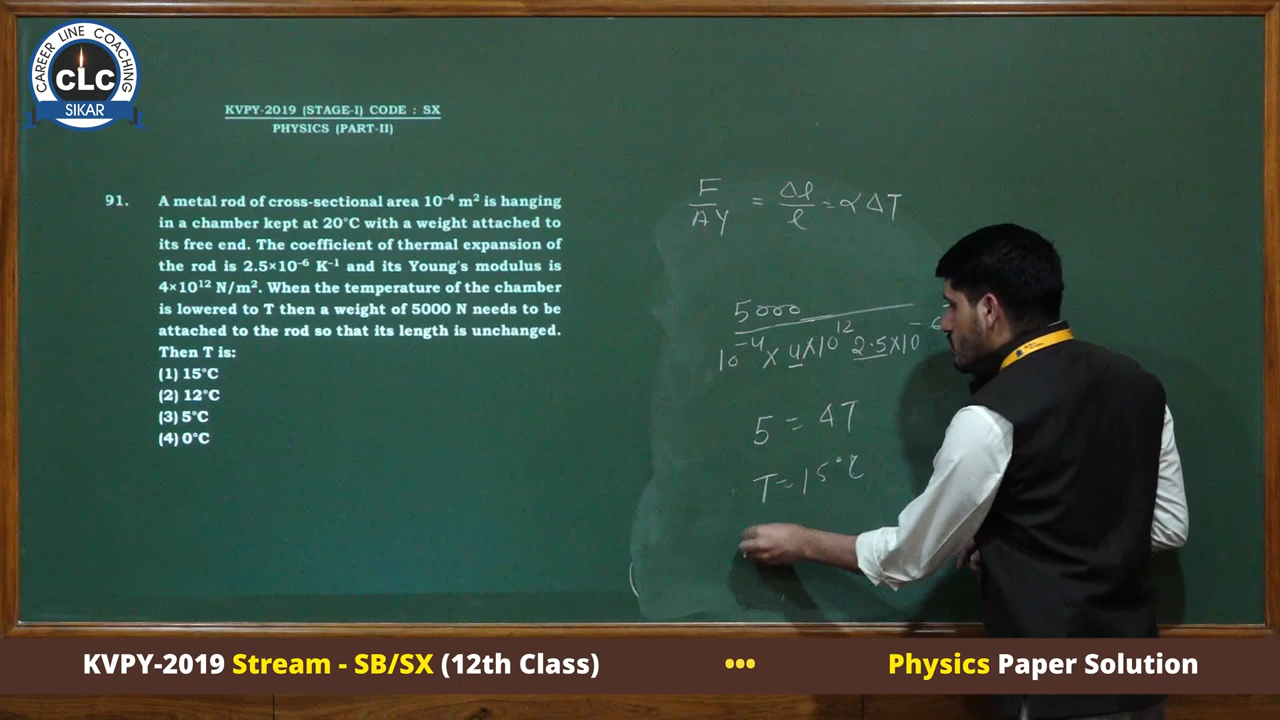 CAREER LINE COACHING
CLC
SIKAR
KVPY-2019 (STAGE-I) CODE : SX
PHYSICS (PART-II)
91. A metal rod of cross-sectional area 10⁻⁴ m² is hanging
in a chamber kept at 20°C with a weight attached to
its free end. The coefficient of thermal expansion of
the rod is 2.5×10⁻⁶ K⁻¹ and its Young's modulus is
4×10¹² N/m². When the temperature of the chamber
is lowered to T then a weight of 5000 N needs to be
attached to the rod so that its length is unchanged.
Then T is:
(1) 15°C
(2) 12°C
(3) 5°C
(4) 0°C
F/AY = Δl/l = αΔT
5000
10⁻⁴ × 4×10¹² 2.5×10⁻⁶
5 = ΔT
T = 15°C
KVPY-2019 Stream - SB/SX (12th Class) ••• Physics Paper Solution